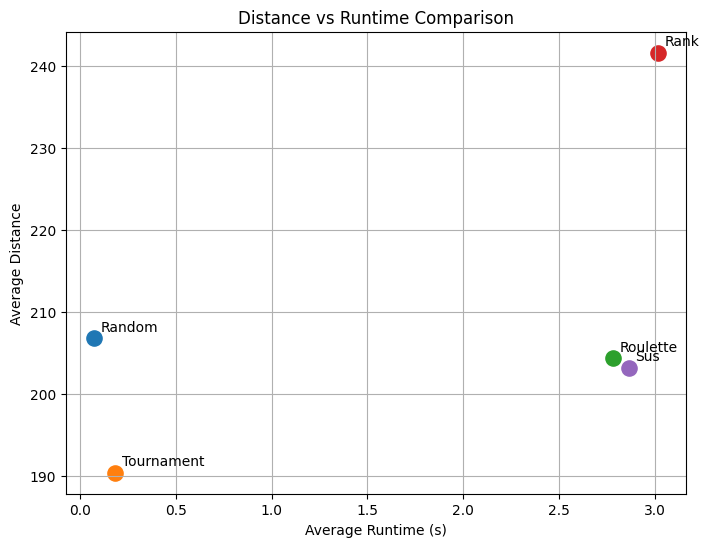 Distance vs Runtime Comparison
Rank
240
230
220
Average Distance
210
Random
Roulette
Sus
200
Tournament
190
0.0 0.5 1.0 1.5 2.0 2.5 3.0
Average Runtime (s)